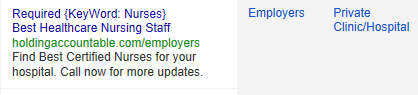 Required {KeyWord: Nurses}
Best Healthcare Nursing Staff
holdingaccountable.com/employers
Find Best Certified Nurses for your
hospital. Call now for more updates.
Employers
Private
Clinic/Hospital